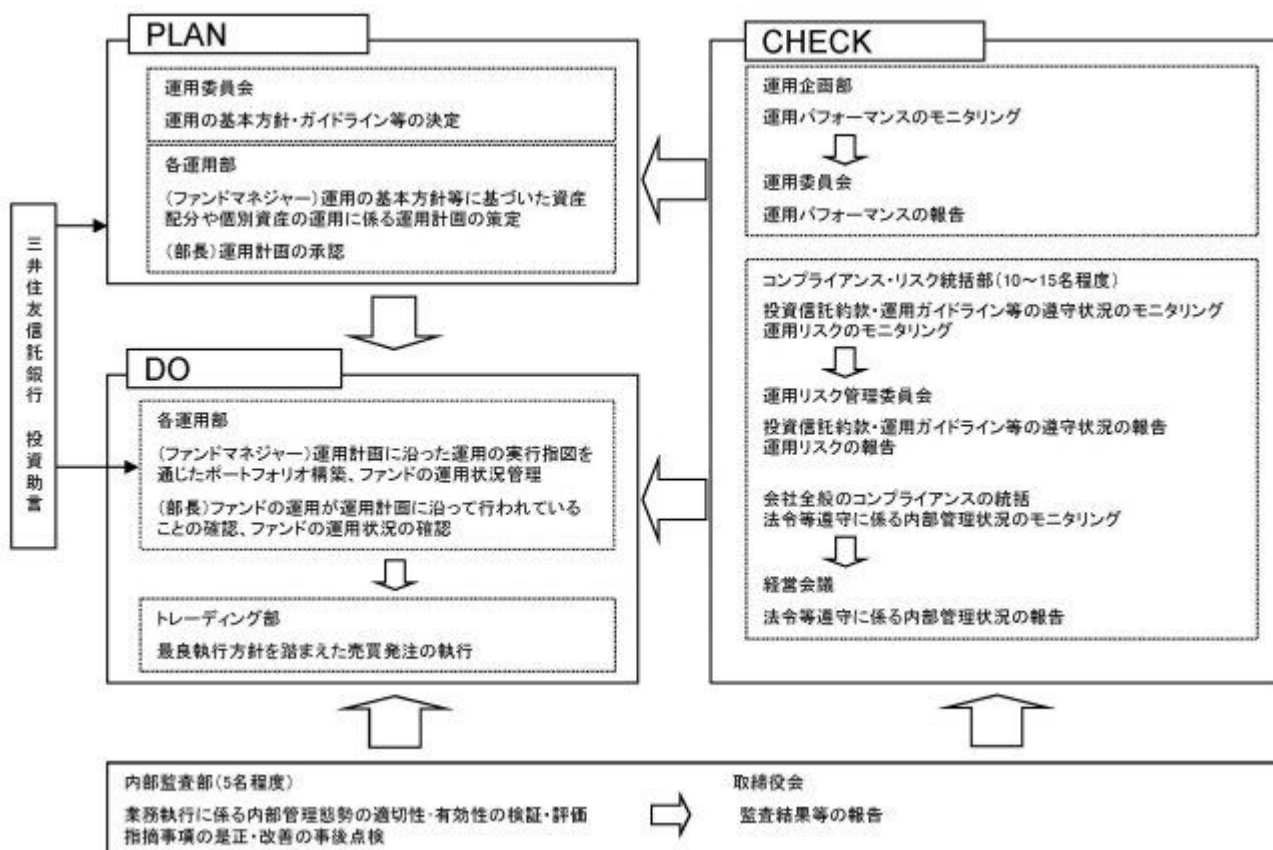 PLAN
運用委員会
運用の基本方針・ガイドライン等の決定
各運用部
(ファンドマネジャー)運用の基本方針等に基づいた資産
配分や個別資産の運用に係る運用計画の策定
(部長)運用計画の承認
三井住友信託銀行 投資助言
DO
各運用部
(ファンドマネジャー)運用計画に沿った運用の実行指図を
通じたポートフォリオ構築、ファンドの運用状況管理
(部長)ファンドの運用が運用計画に沿って行われている
ことの確認、ファンドの運用状況の確認
トレーディング部
最良執行方針を踏まえた売買発注の執行
CHECK
運用企画部
運用パフォーマンスのモニタリング
運用委員会
運用パフォーマンスの報告
コンプライアンス・リスク統括部(10～15名程度)
投資信託約款・運用ガイドライン等の遵守状況のモニタリング
運用リスクのモニタリング
運用リスク管理委員会
投資信託約款・運用ガイドライン等の遵守状況の報告
運用リスクの報告
会社全般のコンプライアンスの統括
法令等遵守に係る内部管理状況のモニタリング
経営会議
法令等遵守に係る内部管理状況の報告
内部監査部(5名程度)
業務執行に係る内部管理態勢の適切性・有効性の検証・評価
指摘事項の是正・改善の事後点検
取締役会
監査結果等の報告